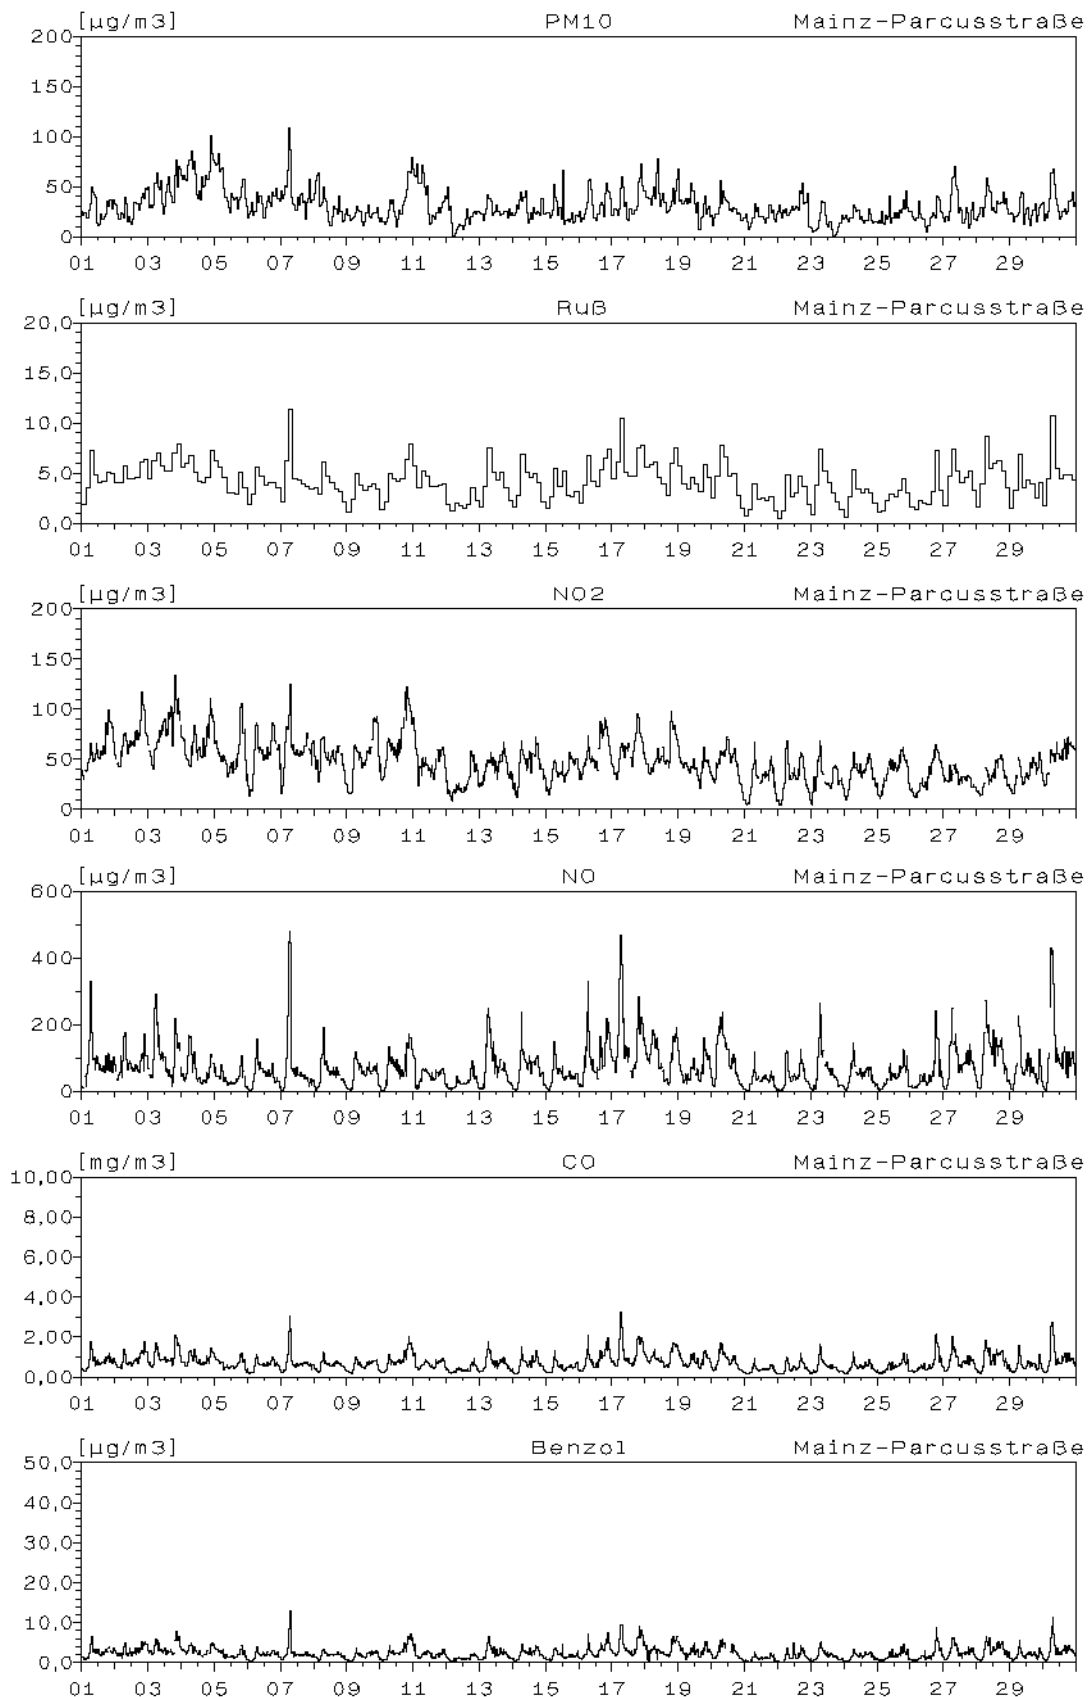 [µg/m3] PM10 Mainz-Parcusstraße
200
150
100
50
0
01 03 05 07 09 11 13 15 17 19 21 23 25 27 29
[µg/m3] Ruß Mainz-Parcusstraße
20,0
15,0
10,0
5,0
0,0
01 03 05 07 09 11 13 15 17 19 21 23 25 27 29
[µg/m3] NO2 Mainz-Parcusstraße
200
150
100
50
0
01 03 05 07 09 11 13 15 17 19 21 23 25 27 29
[µg/m3] NO Mainz-Parcusstraße
600
400
200
0
01 03 05 07 09 11 13 15 17 19 21 23 25 27 29
[mg/m3] CO Mainz-Parcusstraße
10,00
8,00
6,00
4,00
2,00
0,00
01 03 05 07 09 11 13 15 17 19 21 23 25 27 29
[µg/m3] Benzol Mainz-Parcusstraße
50,0
40,0
30,0
20,0
10,0
0,0
01 03 05 07 09 11 13 15 17 19 21 23 25 27 29